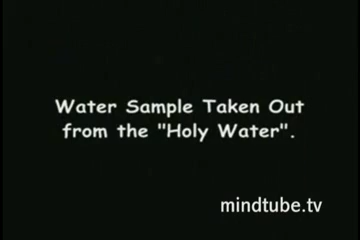 Water Sample Taken Out
from the "Holy Water".
mindtube.tv